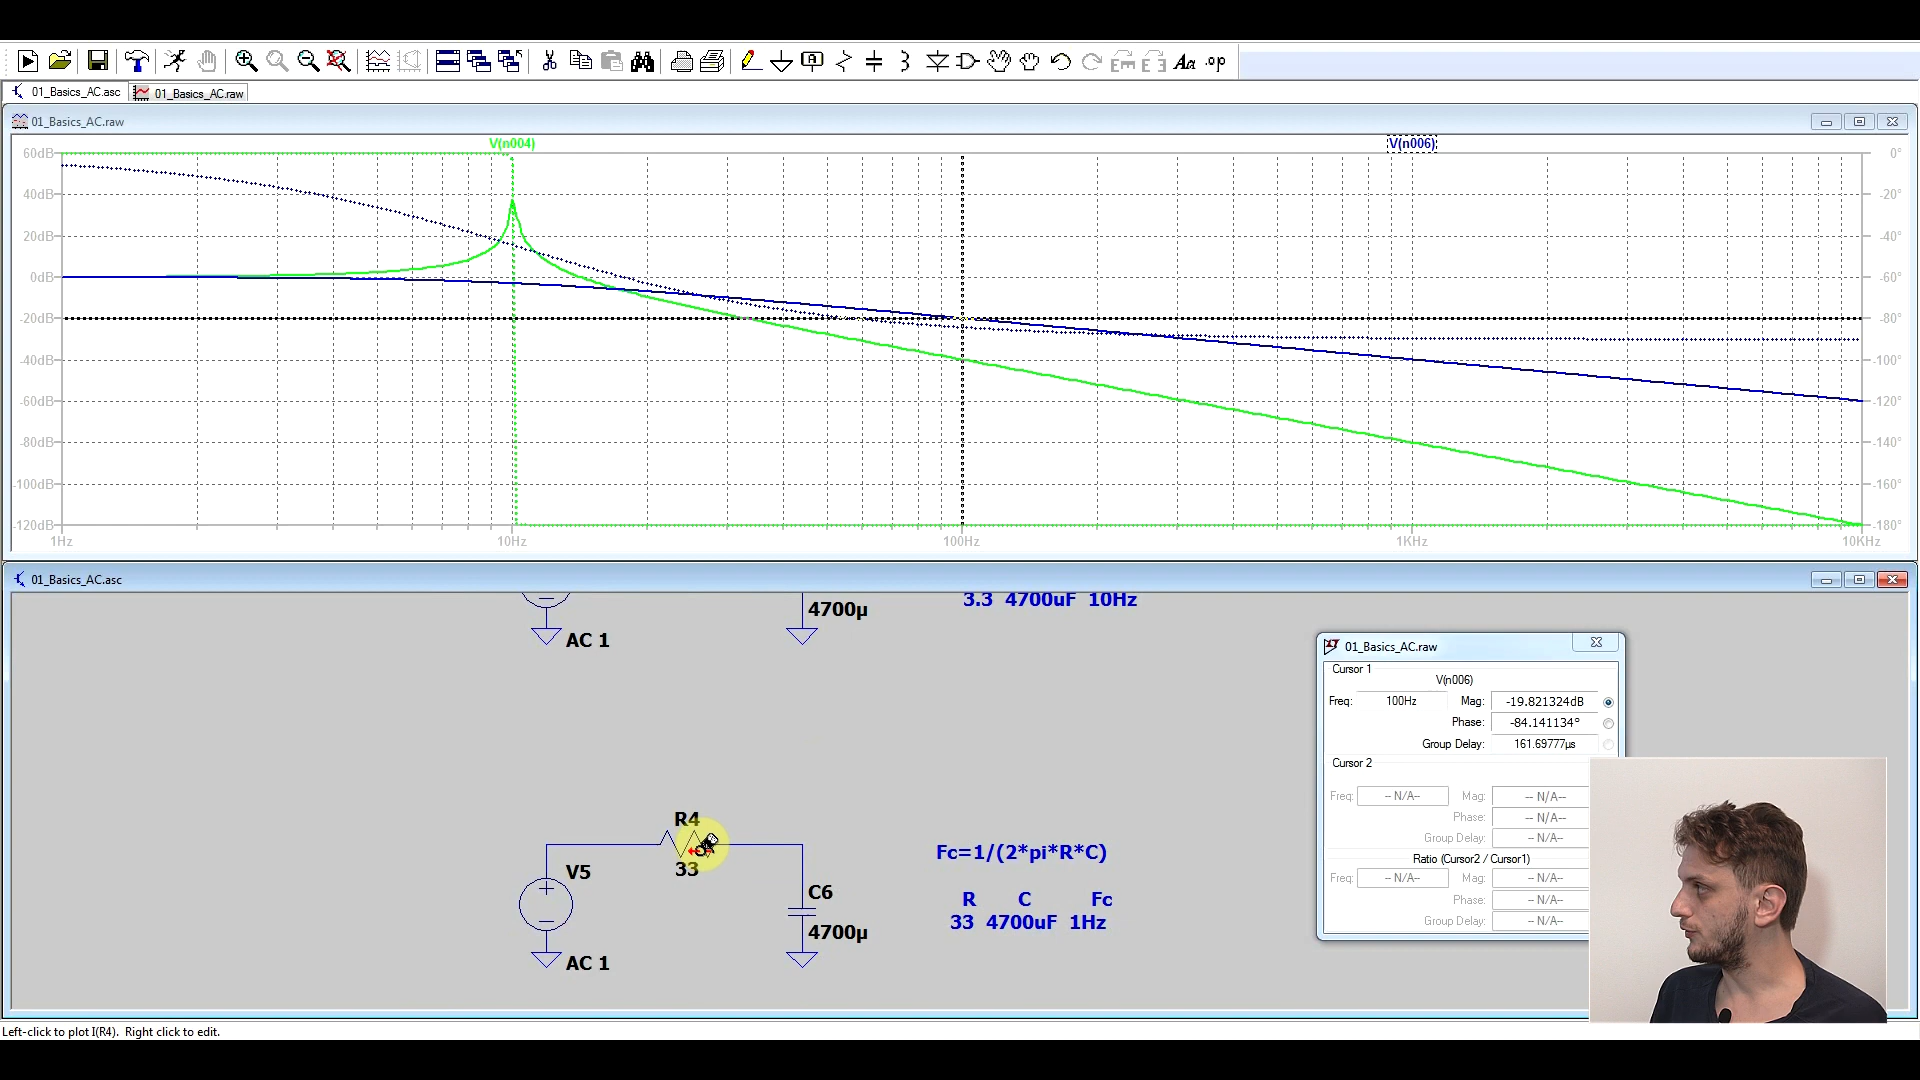 01_Basics_AC.asc
01_Basics_AC.raw
01_Basics_AC.raw
V(n004)
V(n006)
60dB
0°
40dB
-20°
20dB
-40°
0dB
-60°
-20dB
-80°
-40dB
-100°
-60dB
-120°
-80dB
-140°
-100dB
-160°
-120dB
-180°
1Hz
10Hz
100Hz
1KHz
10KHz
01_Basics_AC.asc
4700µ
3.3 4700uF 10Hz
AC 1
R4
33
V5
C6
4700µ
AC 1
Fc=1/(2*pi*R*C)
R C Fc
33 4700uF 1Hz
01_Basics_AC.raw
Cursor 1
V(n006)
Freq: 100Hz Mag: -19.821324dB
Phase: -84.141134°
Group Delay: 161.69777µs
Cursor 2
Freq: -- N/A-- Mag: -- N/A--
Phase: -- N/A--
Group Delay: -- N/A--
Ratio (Cursor2 / Cursor1)
Freq: -- N/A-- Mag: -- N/A--
Phase: -- N/A--
Group Delay: -- N/A--
Left-click to plot I(R4). Right click to edit.